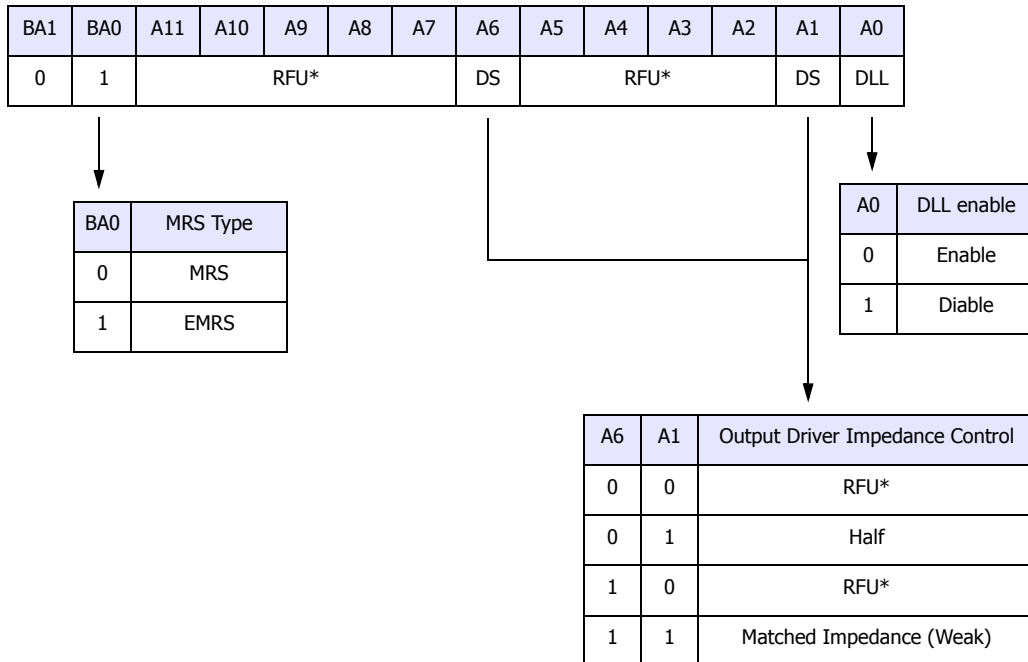 BA1 BA0 A11 A10 A9 A8 A7 A6 A5 A4 A3 A2 A1 A0
0 1 RFU* DS RFU* DS DLL
BA0 MRS Type
0 MRS
1 EMRS
A0 DLL enable
0 Enable
1 Diable
A6 A1 Output Driver Impedance Control
0 0 RFU*
0 1 Half
1 0 RFU*
1 1 Matched Impedance (Weak)